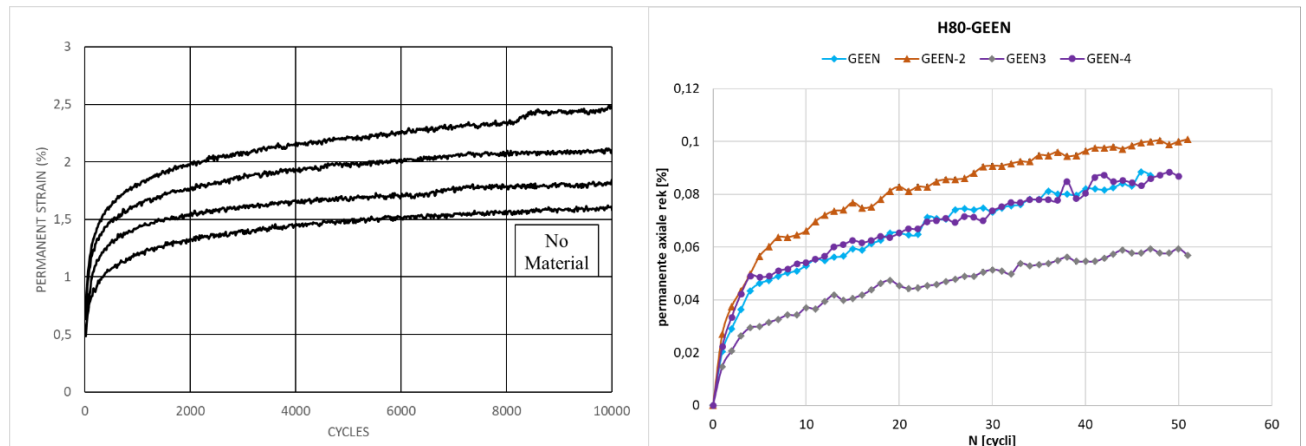 3
2,5
2
1,5
1
0,5
0
PERMANENT STRAIN (%)
No
Material
0 2000 4000 6000 8000 10000
CYCLES
H80-GEEN
GEEN GEEN-2 GEEN3 GEEN-4
0,12
0,1
0,08
0,06
0,04
0,02
0
permanente axiale rek [%]
0 10 20 30 40 50 60
N [cycli]